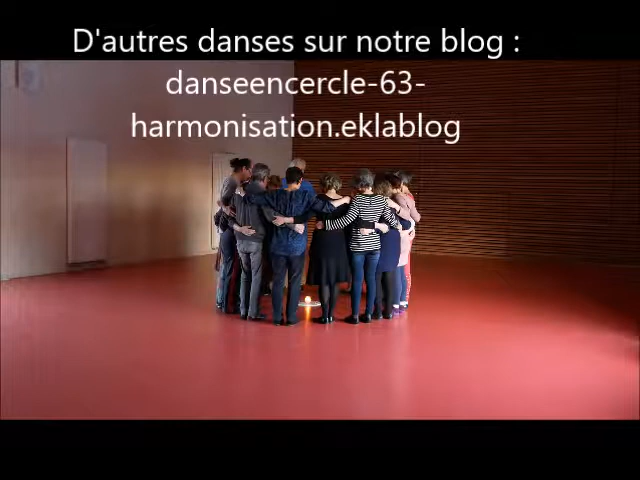 D'autres danses sur notre blog :
danseencercle-63-
harmonisation.eklablog